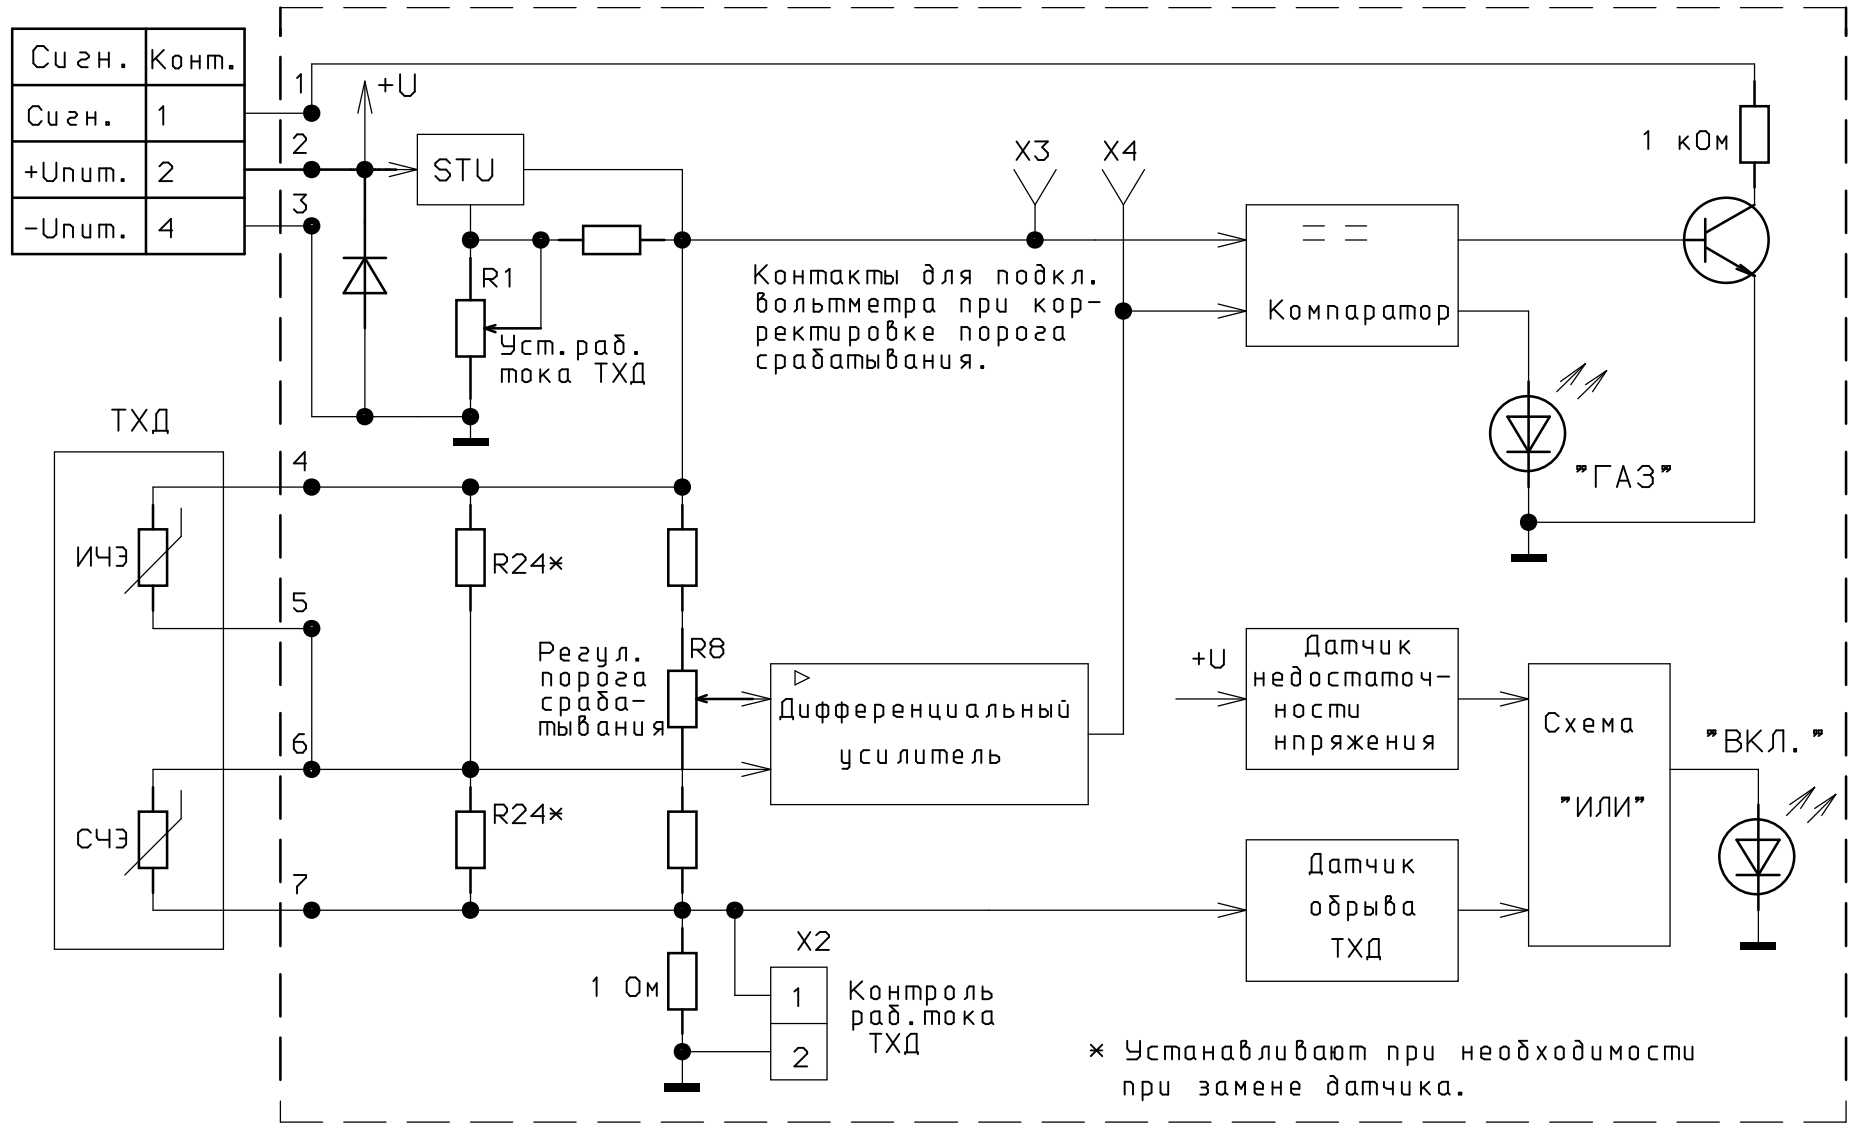 Сигн. Конт.
Сигн. 1
+Uпит. 2
-Uпит. 4
1
2
3
+U
STU
R1
Уст.раб.
тока ТХД
X3
X4
Контакты для подкл.
вольтметра при кор-
ректировке порога
срабатывания.
= =
Компаратор
1 кОм
"ГАЗ"
ТХД
ИЧЭ
СЧЭ
4
5
6
7
R24*
R24*
Регул.
порога
сраба-
тывания
R8
▷
Дифференциальный
усилитель
+U
Датчик
недостаточ-
ности
нпряжения
Схема
"ИЛИ"
"ВКЛ."
Датчик
обрыва
ТХД
1 Ом
X2
1
2
Контроль
раб.тока
ТХД
* Устанавливают при необходимости
при замене датчика.